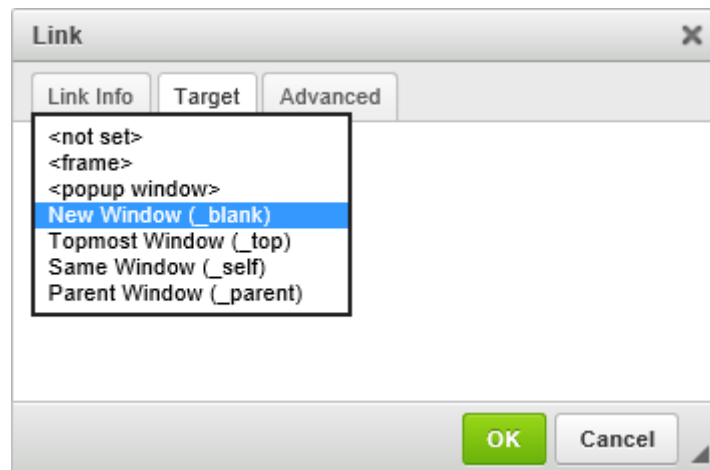 Link
Link Info Target Advanced
<not set>
<frame>
<popup window>
New Window (_blank)
Topmost Window (_top)
Same Window (_self)
Parent Window (_parent)
OK Cancel